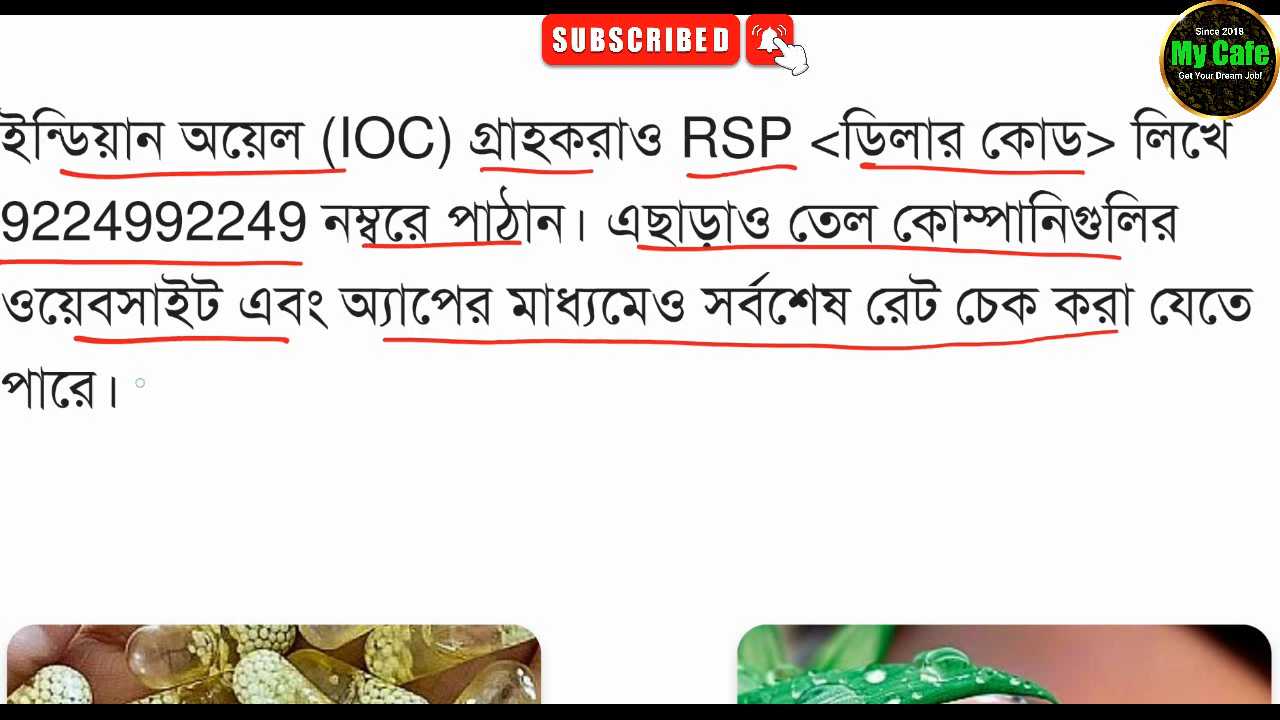 SUBSCRIBED
Since 2018
My Cafe
Get Your Dream Job!
ইন্ডিয়ান অয়েল (IOC) গ্রাহকরাও RSP <ডিলার কোড> লিখে
9224992249 নম্বরে পাঠান। এছাড়াও তেল কোম্পানিগুলির
ওয়েবসাইট এবং অ্যাপের মাধ্যমেও সর্বশেষ রেট চেক করা যেতে
পারে।